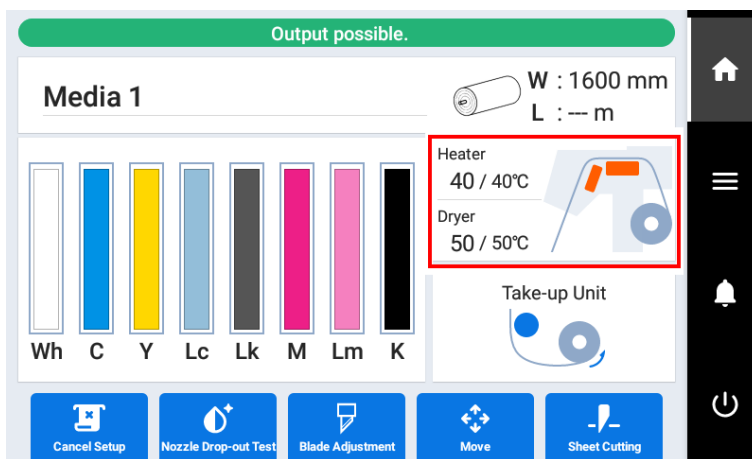 Output possible.
Media 1
W : 1600 mm
L : --- m
Heater
40 / 40℃
Dryer
50 / 50℃
Take-up Unit
Wh C Y Lc Lk M Lm K
Cancel Setup
Nozzle Drop-out Test
Blade Adjustment
Move
Sheet Cutting